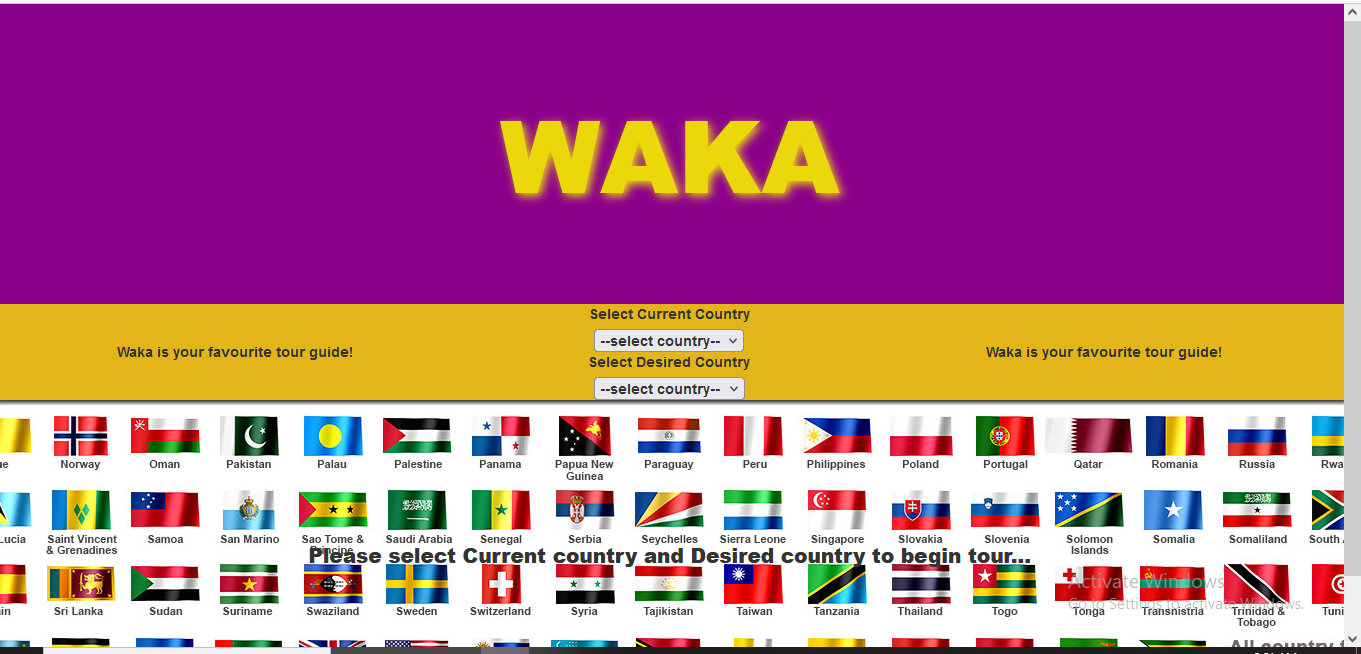 WAKA
Select Current Country
--select country--
Waka is your favourite tour guide!
Waka is your favourite tour guide!
Select Desired Country
--select country--
ue
Norway
Oman
Pakistan
Palau
Palestine
Panama
Papua New
Guinea
Paraguay
Peru
Philippines
Poland
Portugal
Qatar
Romania
Russia
Rwa
Lucia
Saint Vincent
& Grenadines
Samoa
San Marino
Sao Tome &
Principe
Saudi Arabia
Senegal
Serbia
Seychelles
Sierra Leone
Singapore
Slovakia
Slovenia
Solomon
Islands
Somalia
Somaliland
South A
Please select Current country and Desired country to begin tour...
in
Sri Lanka
Sudan
Suriname
Swaziland
Sweden
Switzerland
Syria
Tajikistan
Taiwan
Tanzania
Thailand
Togo
Tonga
Transnistria
Trinidad &
Tobago
Tuni
Activate Windows
Go to Settings to activate Windows.
All country